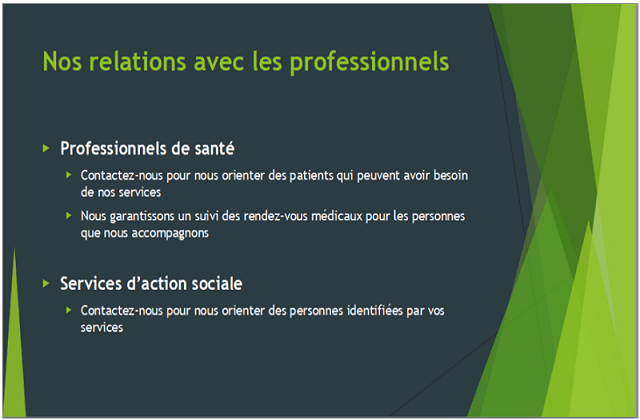 Nos relations avec les professionnels
Professionnels de santé
Contactez-nous pour nous orienter des patients qui peuvent avoir besoin
de nos services
Nous garantissons un suivi des rendez-vous médicaux pour les personnes
que nous accompagnons
Services d’action sociale
Contactez-nous pour nous orienter des personnes identifiées par vos
services